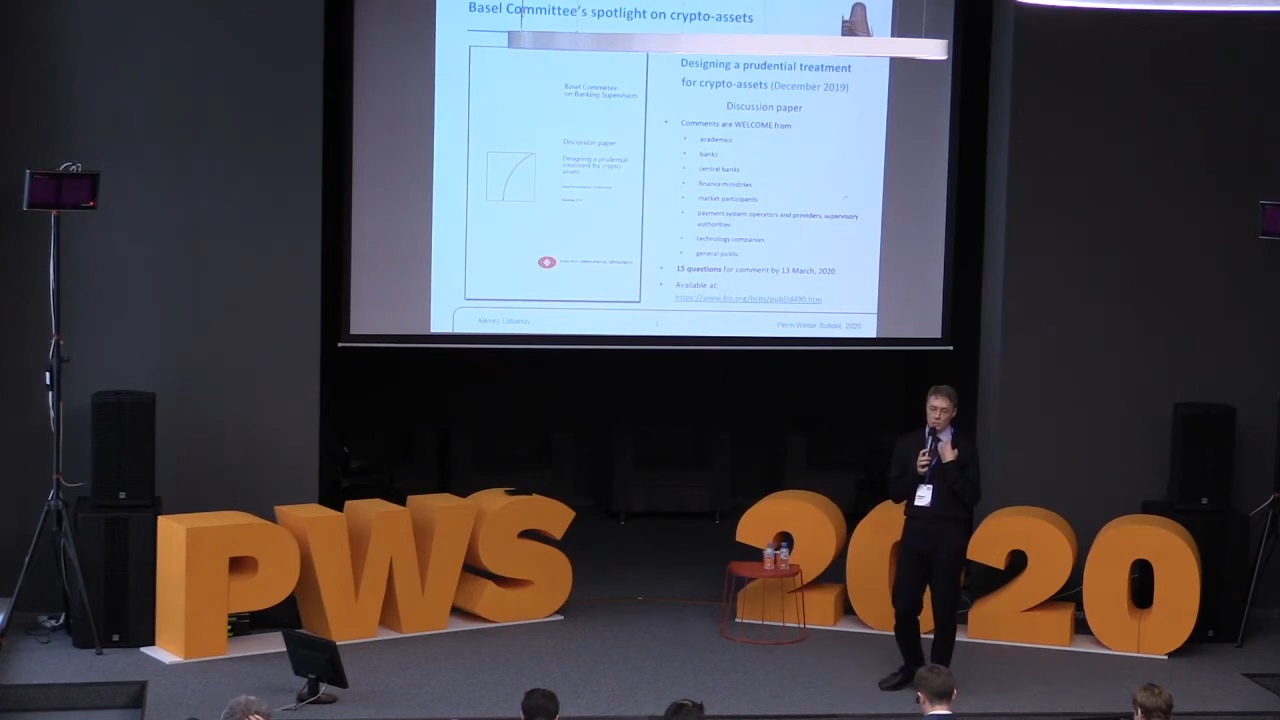 Basel Committee's spotlight on crypto-assets
Basel Committee
on Banking Supervision
Discussion paper
Designing a prudential
treatment for crypto-
assets
Designing a prudential treatment
for crypto-assets (December 2019)
Discussion paper
• Comments are WELCOME from
• academics
• banks
• central banks
• finance ministries
• market participants
• payment system operators and providers, supervisory
authorities
• technology companies
• general public
• 15 questions for comment by 13 March, 2020
• Available at:
https://www.bis.org/bcbs/publ/d490.htm
Alexey Lobanov
Perm Winter School, 2020
PWS 2020